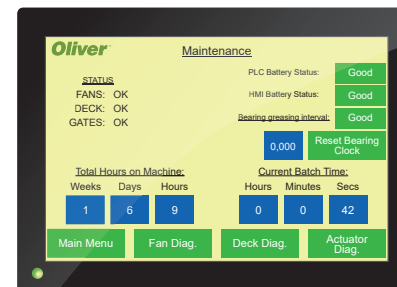 Oliver
Maintenance
STATUS
FANS: OK
DECK: OK
GATES: OK
PLC Battery Status: Good
HMI Battery Status: Good
Bearing greasing interval: Good
0,000
Reset Bearing
Clock
Total Hours on Machine:
Weeks Days Hours
1 6 9
Current Batch Time:
Hours Minutes Secs
0 0 42
Main Menu
Fan Diag.
Deck Diag.
Actuator
Diag.